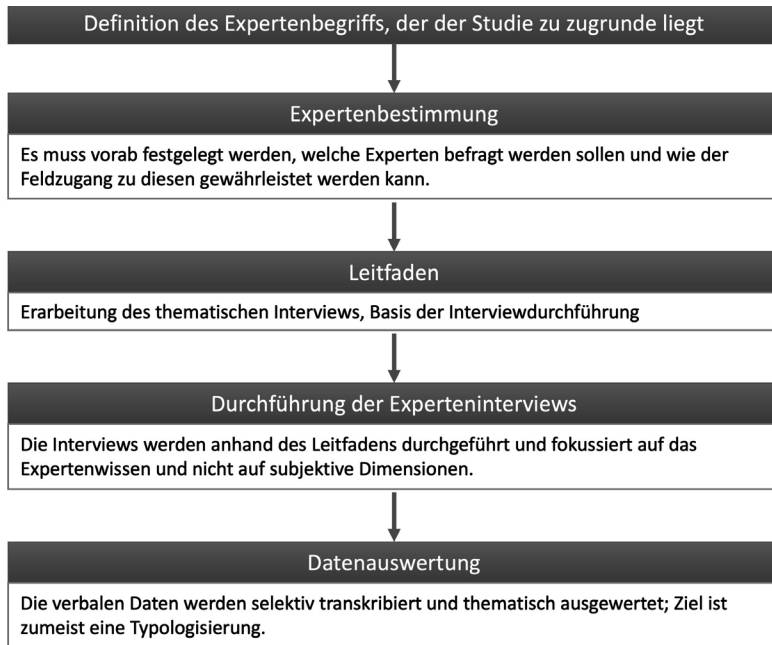 Definition des Expertenbegriffs, der der Studie zu zugrunde liegt
Expertenbestimmung
Es muss vorab festgelegt werden, welche Experten befragt werden sollen und wie der
Feldzugang zu diesen gewährleistet werden kann.
Leitfaden
Erarbeitung des thematischen Interviews, Basis der Interviewdurchführung
Durchführung der Experteninterviews
Die Interviews werden anhand des Leitfadens durchgeführt und fokussiert auf das
Expertenwissen und nicht auf subjektive Dimensionen.
Datenauswertung
Die verbalen Daten werden selektiv transkribiert und thematisch ausgewertet; Ziel ist
zumeist eine Typologisierung.